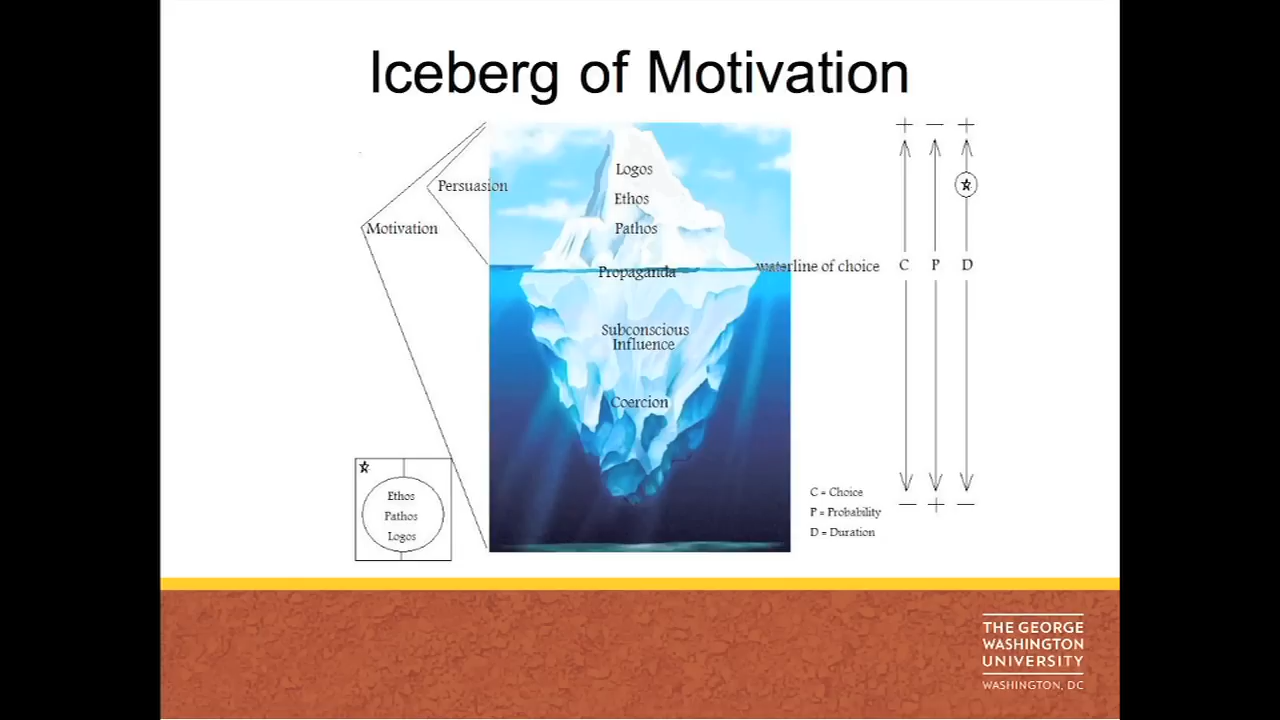 Iceberg of Motivation
+ — +
Logos
Persuasion
Ethos
Motivation
Pathos
Propaganda
waterline of choice
C P D
Subconscious
Influence
Coercion
Ethos
Pathos
Logos
C = Choice
P = Probability
D = Duration
— + —
THE GEORGE
WASHINGTON
UNIVERSITY
WASHINGTON, DC